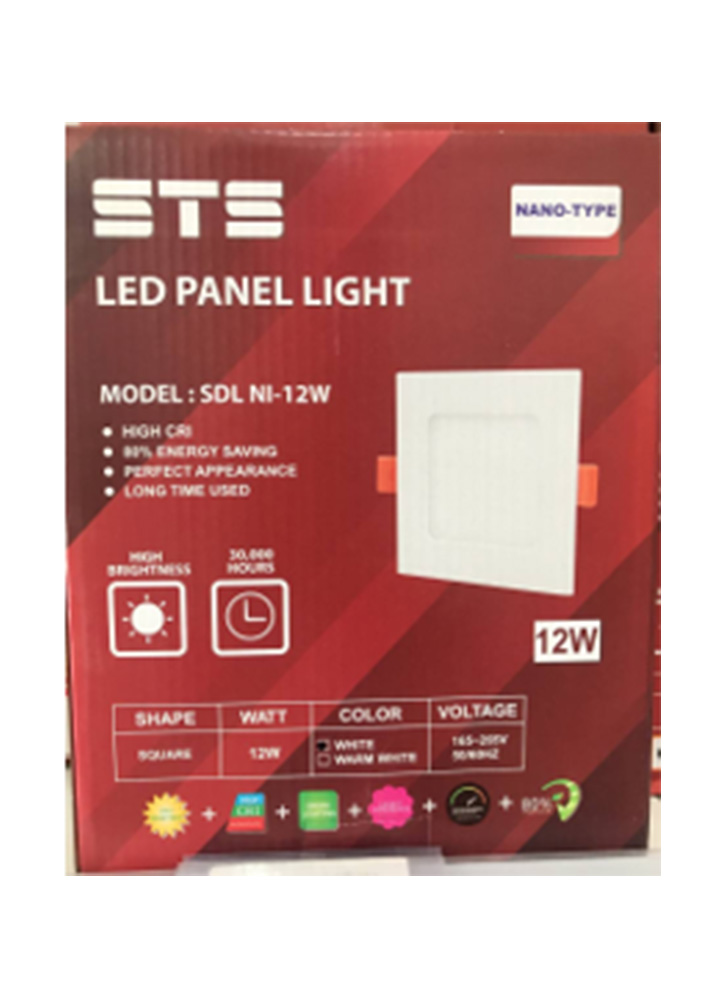 STS
NANO-TYPE
LED PANEL LIGHT
MODEL : SDL NI-12W
HIGH CRI
80% ENERGY SAVING
PERFECT APPEARANCE
LONG TIME USED
HIGH BRIGHTNESS
30,000 HOURS
12W
SHAPE WATT COLOR VOLTAGE
SQUARE 12W WHITE 165-265V
WARM WHITE 50/60HZ
+ + + + + 80%